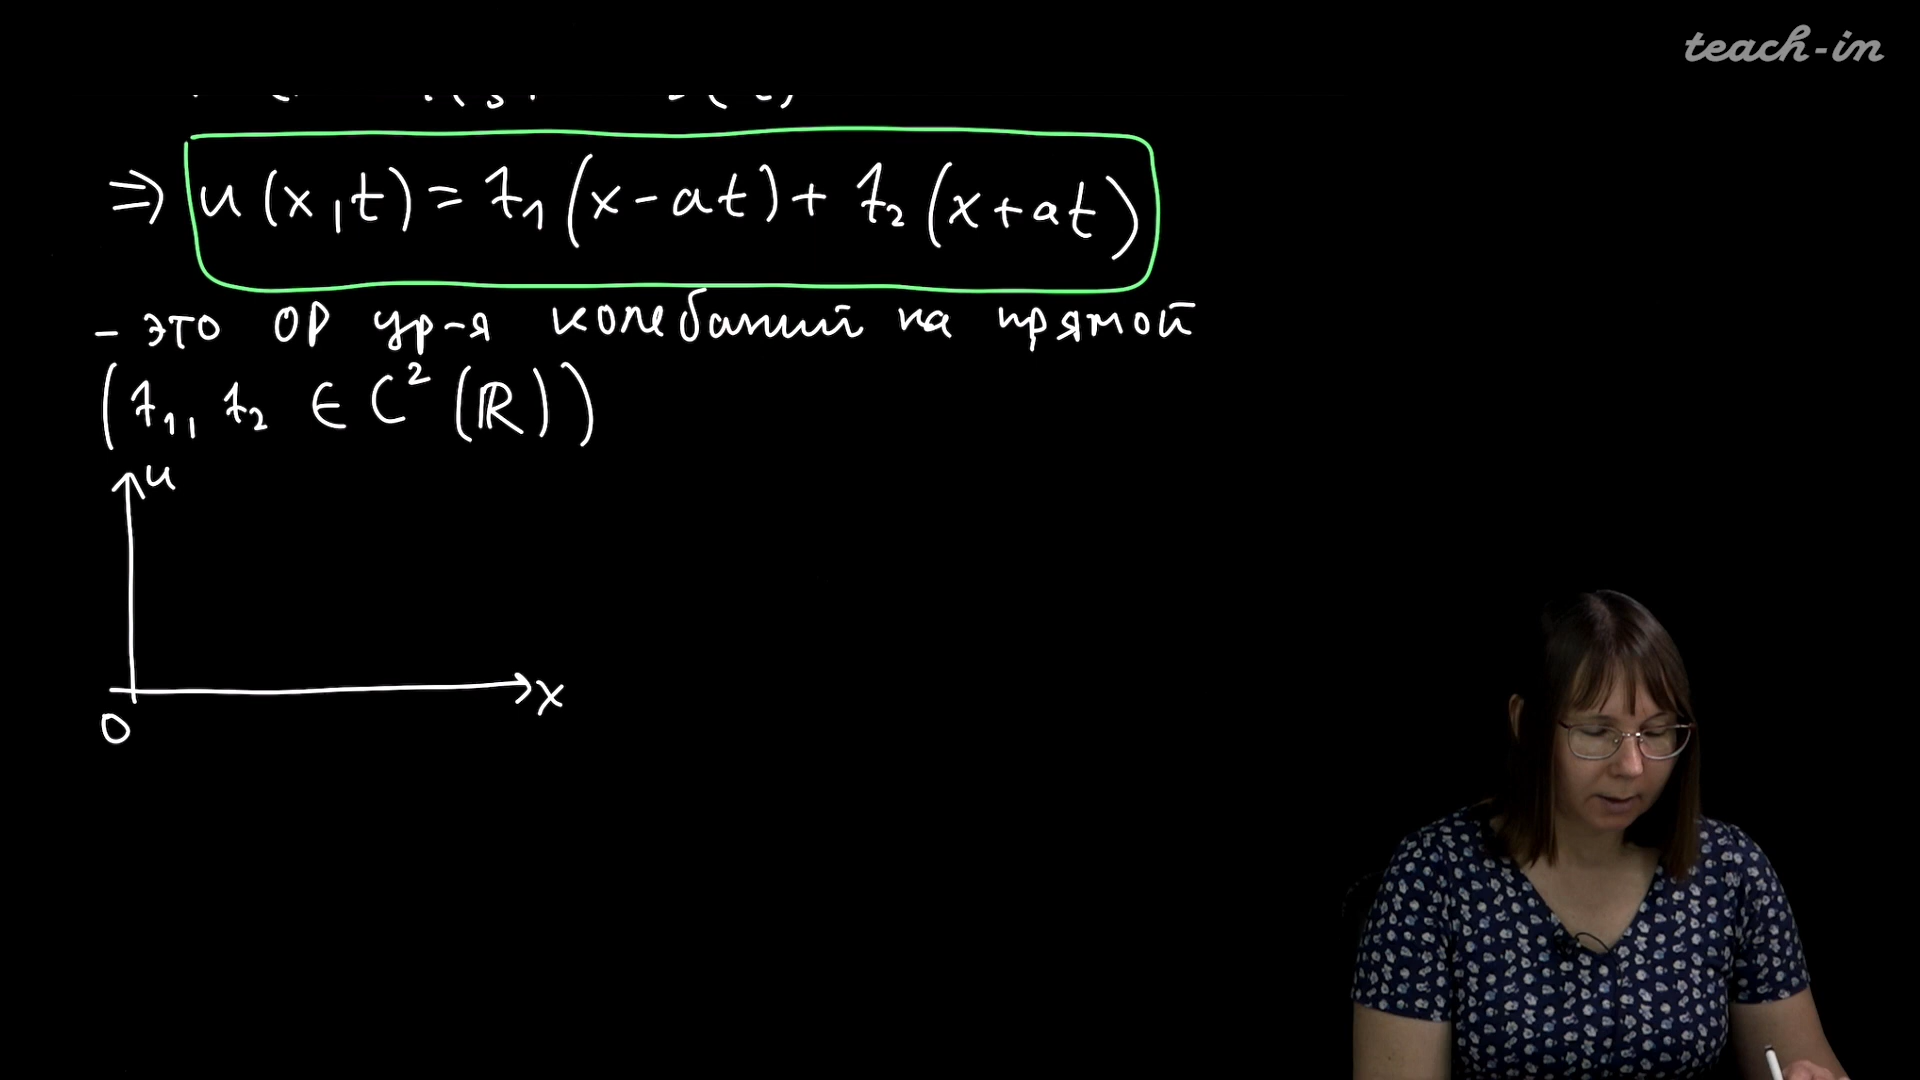 teach-in
⇒ u(x,t) = f₁(x-at) + f₂(x+at)
- это ОР ур-я колебаний на прямой
(f₁, f₂ ∈ C²(ℝ))
u
x
0